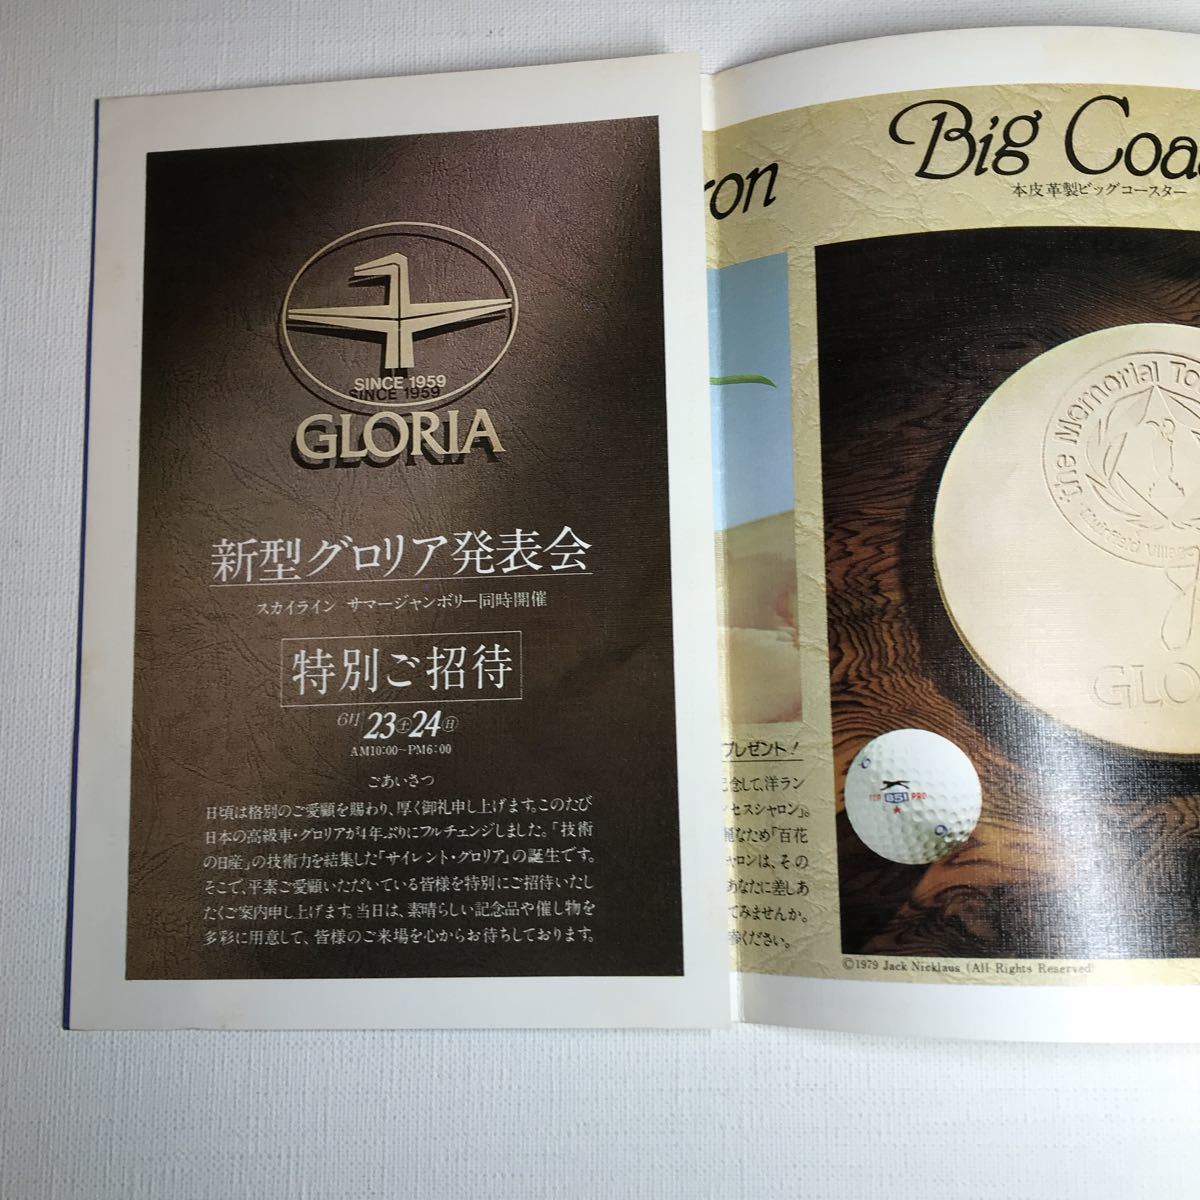 SINCE 1959
GLORIA
新型グロリア発表会
スカイライン サマージャンボリー同時開催
特別ご招待
6月23土24日
AM10:00~PM6:00
ごあいさつ
日頃は格別のご愛顧を賜わり、厚く御礼申し上げます。このたび
日本の高級車・グロリアが4年ぶりにフルチェンジしました。「技術
の日産」の技術力を結集した「サイレント・グロリア」の誕生です。
そこで、平素ご愛顧いただいている皆様を特別にご招待いたし
たくご案内申し上げます。当日は、素晴らしい記念品や催し物を
多彩に用意して、皆様のご来場を心からお待ちしております。
ron
プレゼント!
念して、洋ラン
セスシャロン」。
麗なため「百花
ャロンは、その
あなたに差しあ
てみませんか。
ください。
Big Coa
本皮革製ビッグコースター
the Memorial To
Muirfield Village
GLO
6
TOP 851 PRO
6
©1979 Jack Nicklaus (All Rights Reserved)